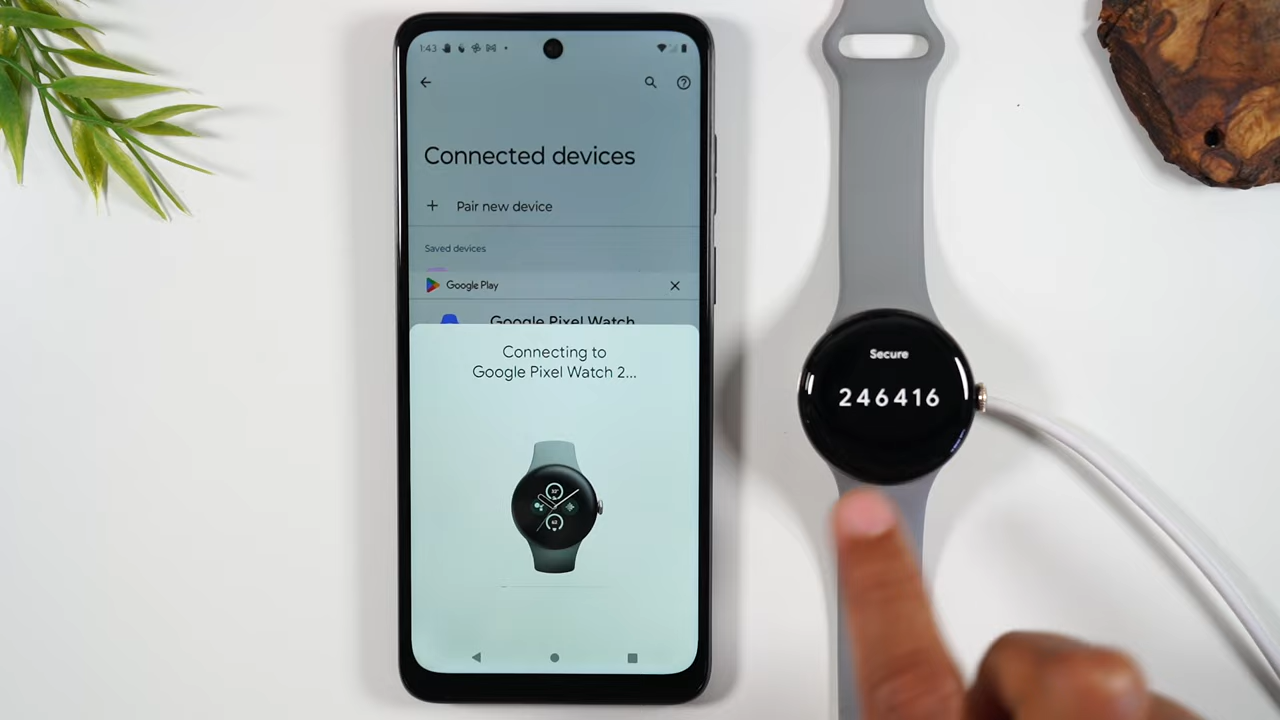 1:43
Connected devices
+ Pair new device
Saved devices
Google Play
Google Pixel Watch
Connecting to
Google Pixel Watch 2...
Secure
246416